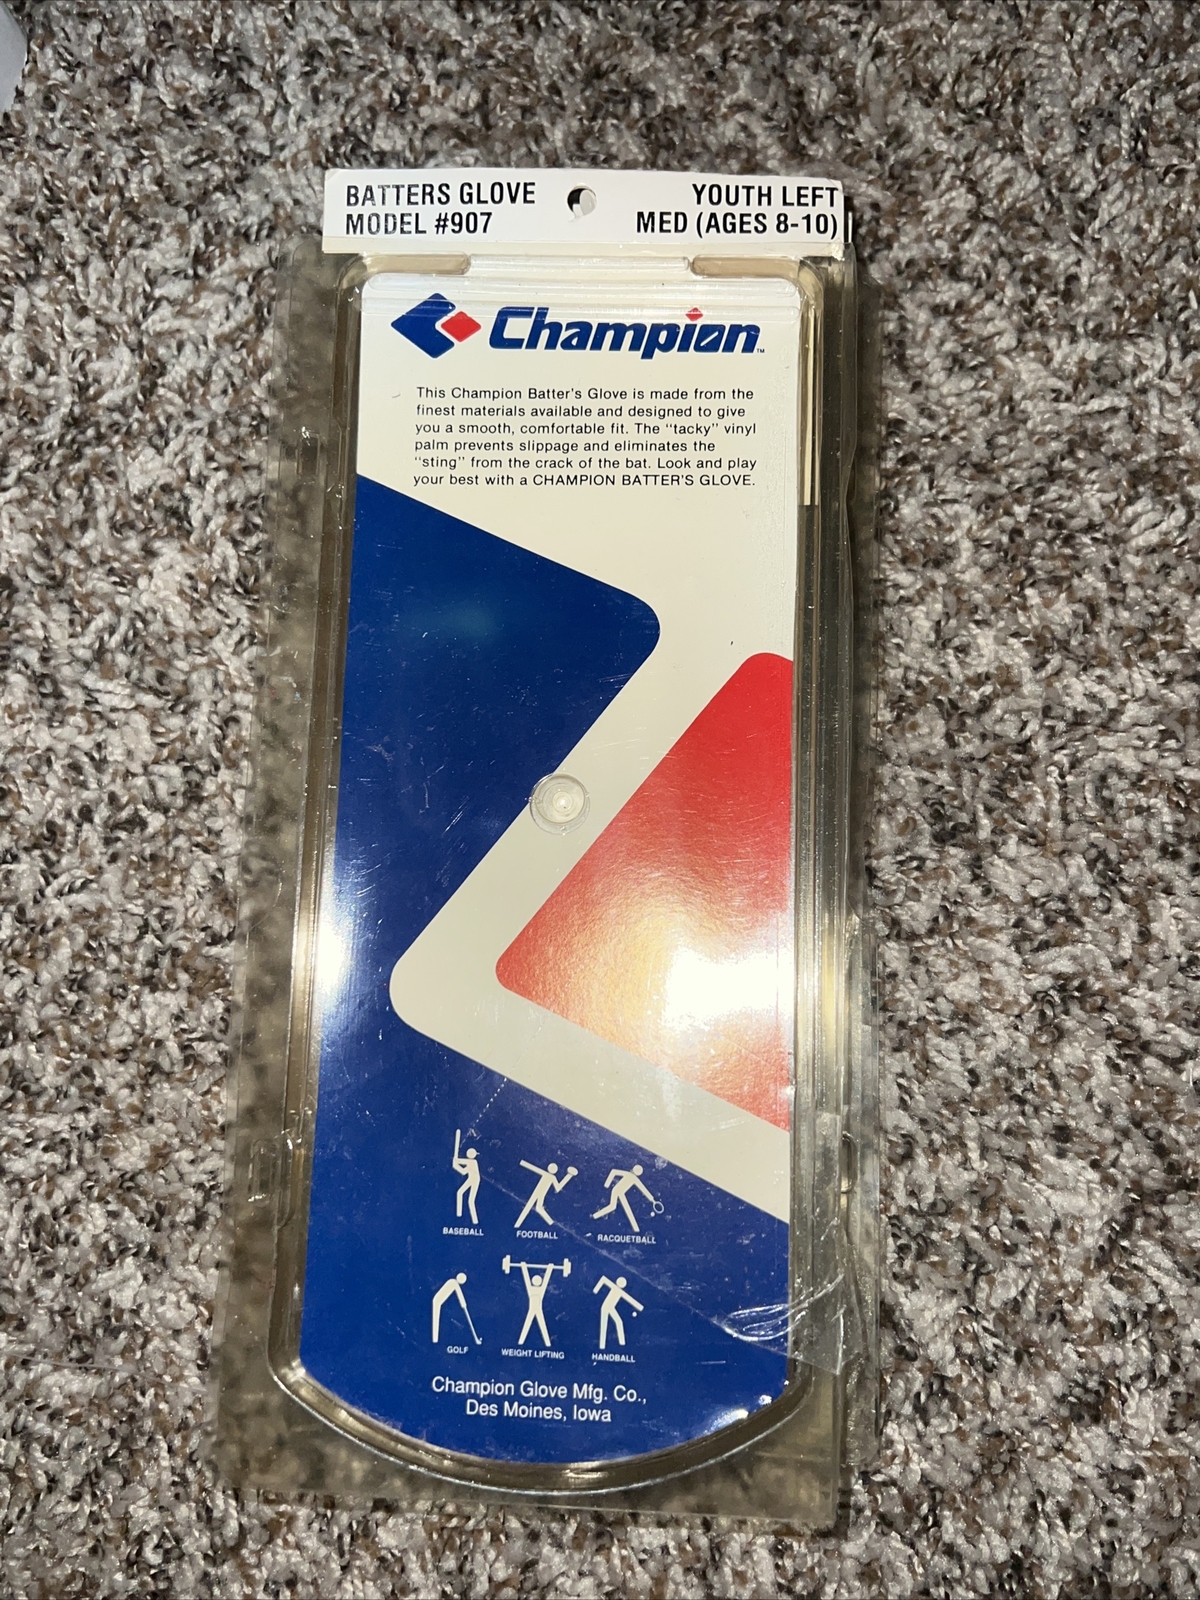 BATTERS GLOVE
MODEL #907
YOUTH LEFT
MED (AGES 8-10)
Champion™
This Champion Batter's Glove is made from the
finest materials available and designed to give
you a smooth, comfortable fit. The "tacky" vinyl
palm prevents slippage and eliminates the
"sting" from the crack of the bat. Look and play
your best with a CHAMPION BATTER'S GLOVE.
BASEBALL
FOOTBALL
RACQUETBALL
GOLF
WEIGHT LIFTING
HANDBALL
Champion Glove Mfg. Co.,
Des Moines, Iowa